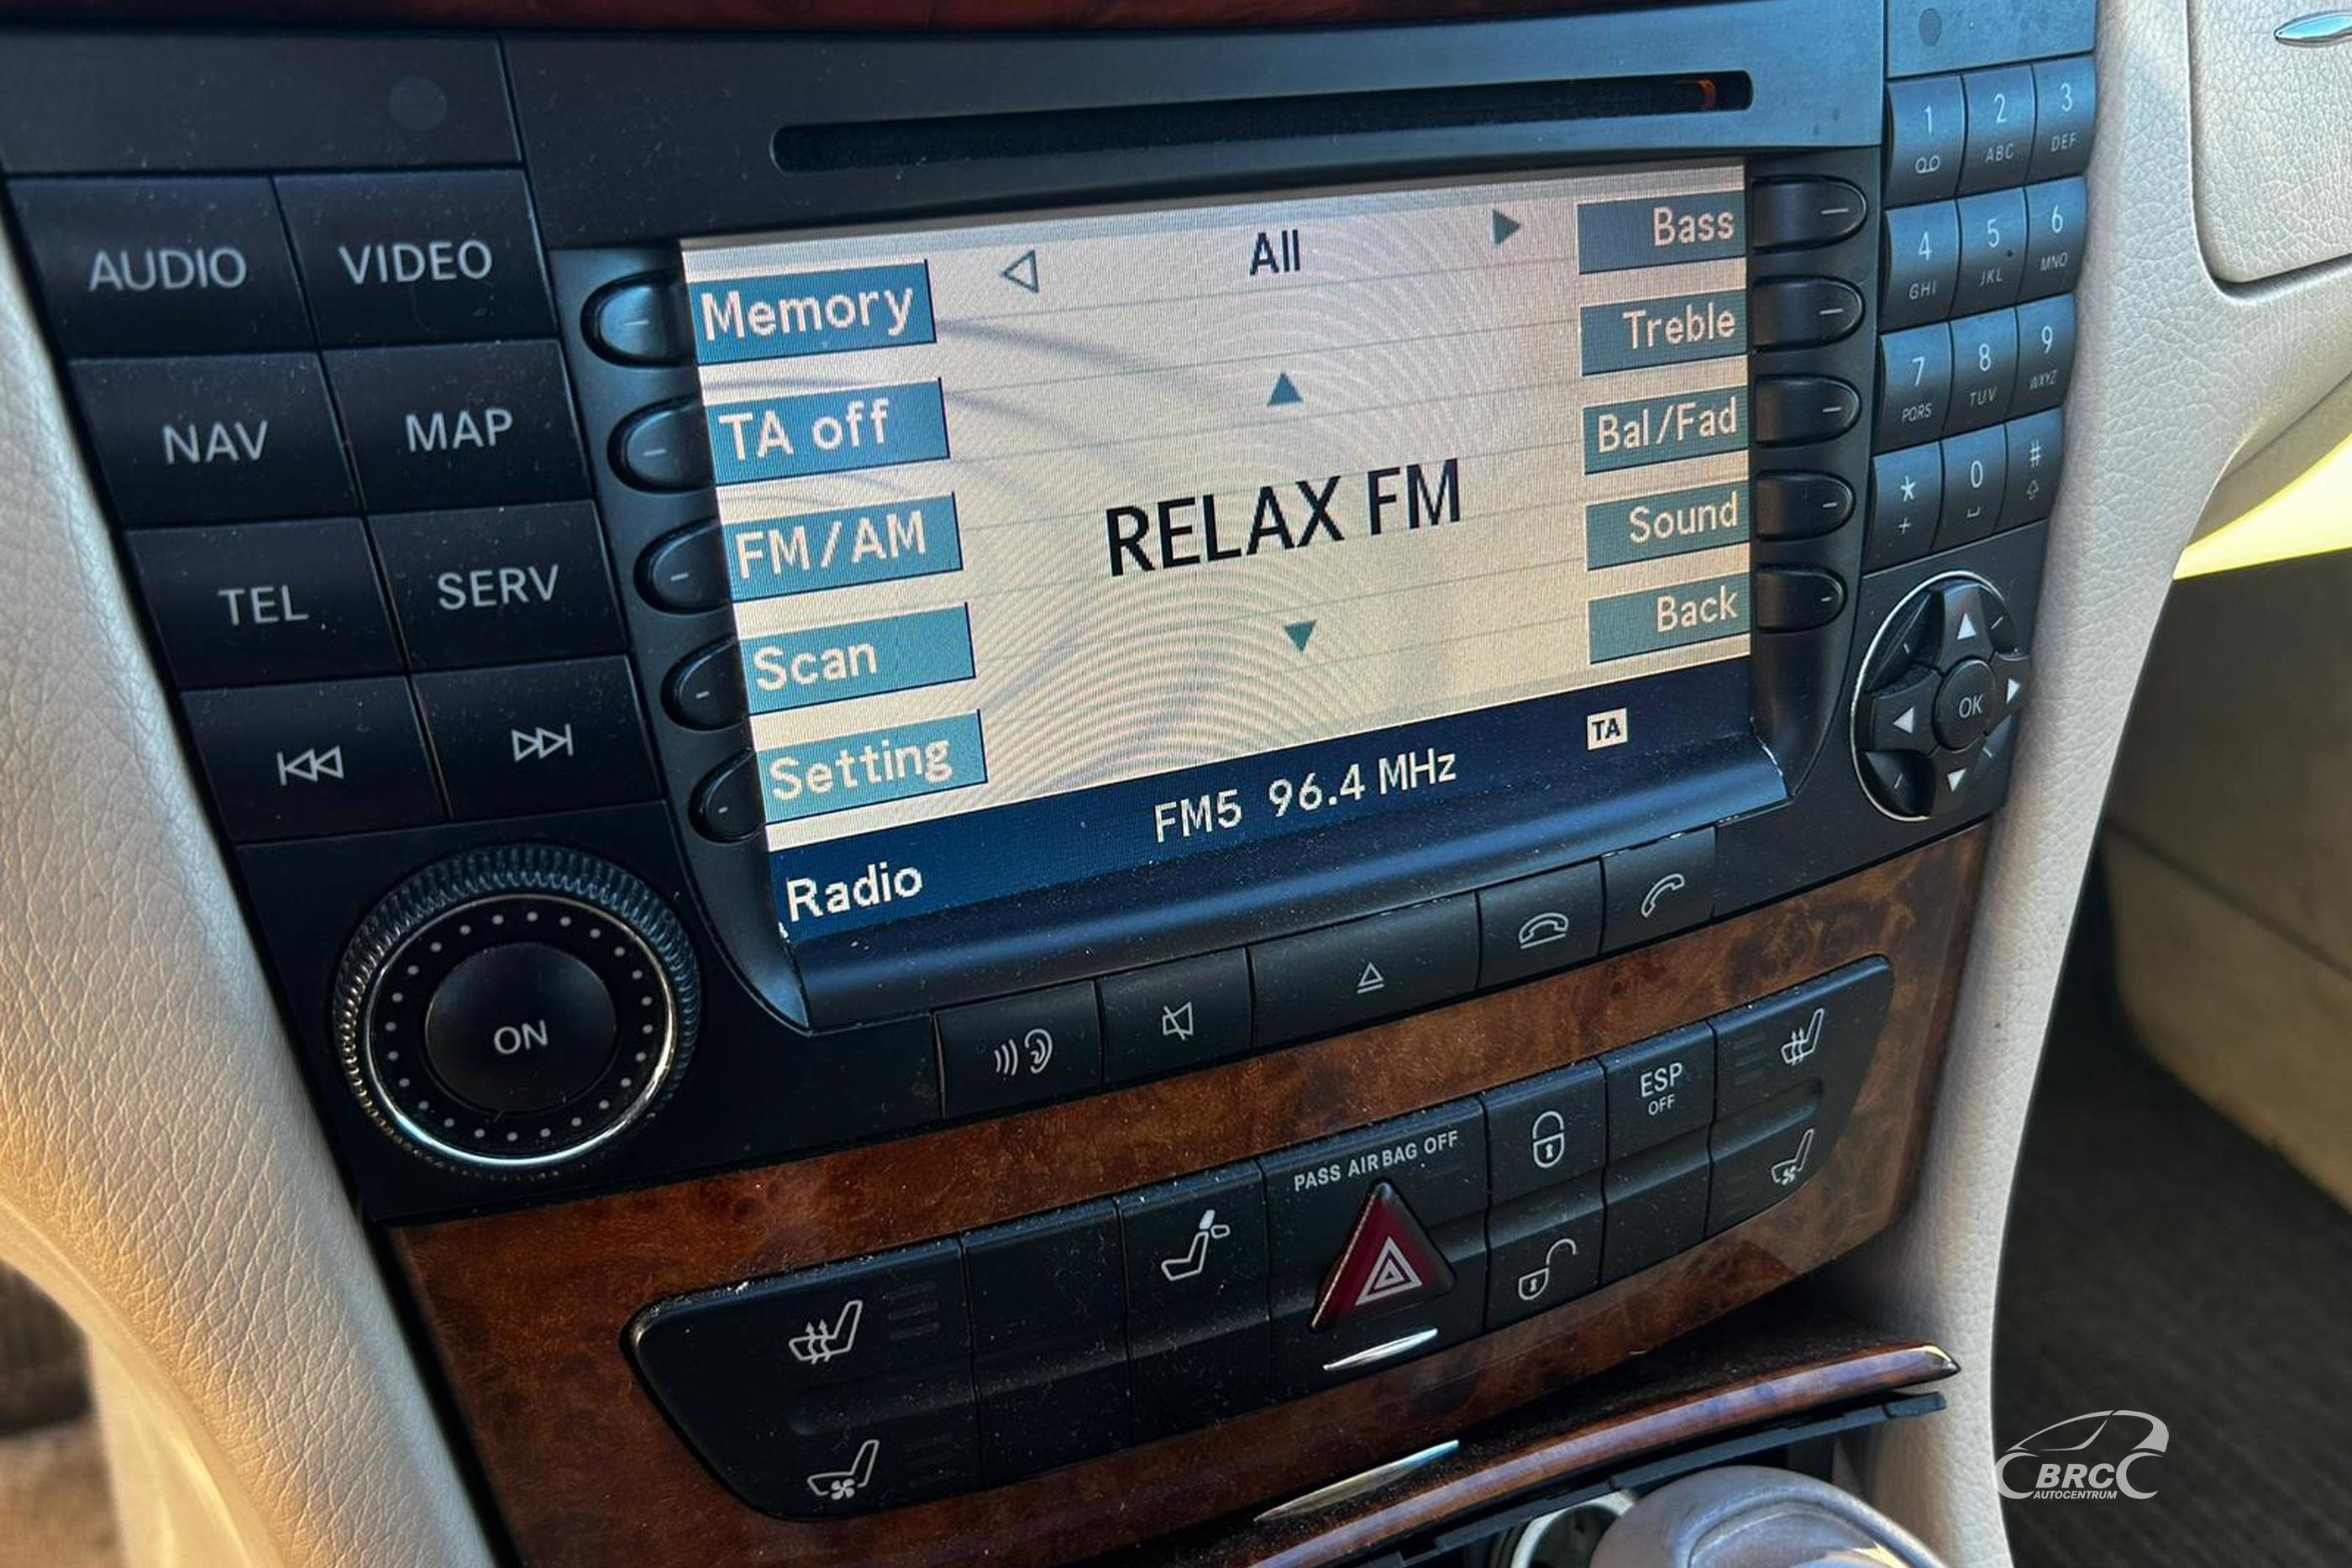 AUDIO VIDEO
NAV MAP
TEL SERV
ON
All
Memory
TA off
FM/AM
Scan
Setting
RELAX FM
Bass
Treble
Bal/Fad
Sound
Back
TA
FM5 96.4 MHz
Radio
1 2 3
ABC DEF
4 5 6
GHI JKL MNO
7 8 9
PQRS TUV WXYZ
* 0 #
+
OK
PASS AIR BAG OFF
ESP
OFF
BRC
AUTOCENTRUM